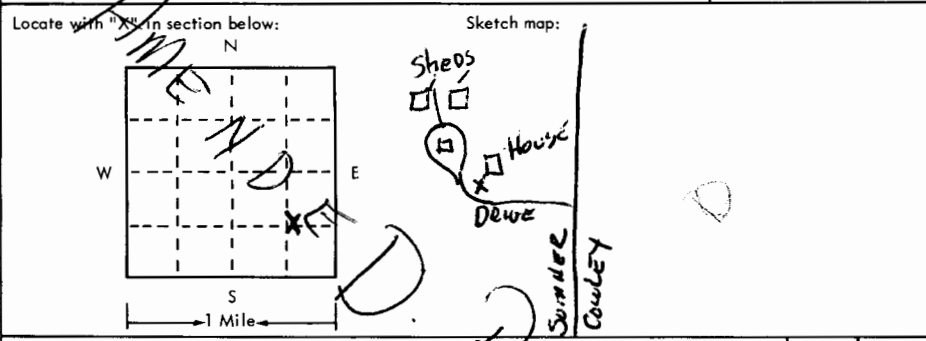 Locate with "X" in section below:
Sketch map:
N
W
E
S
1 Mile
X
AMENDED
Sheds
House
X
Drive
SUMNER
COWLEY